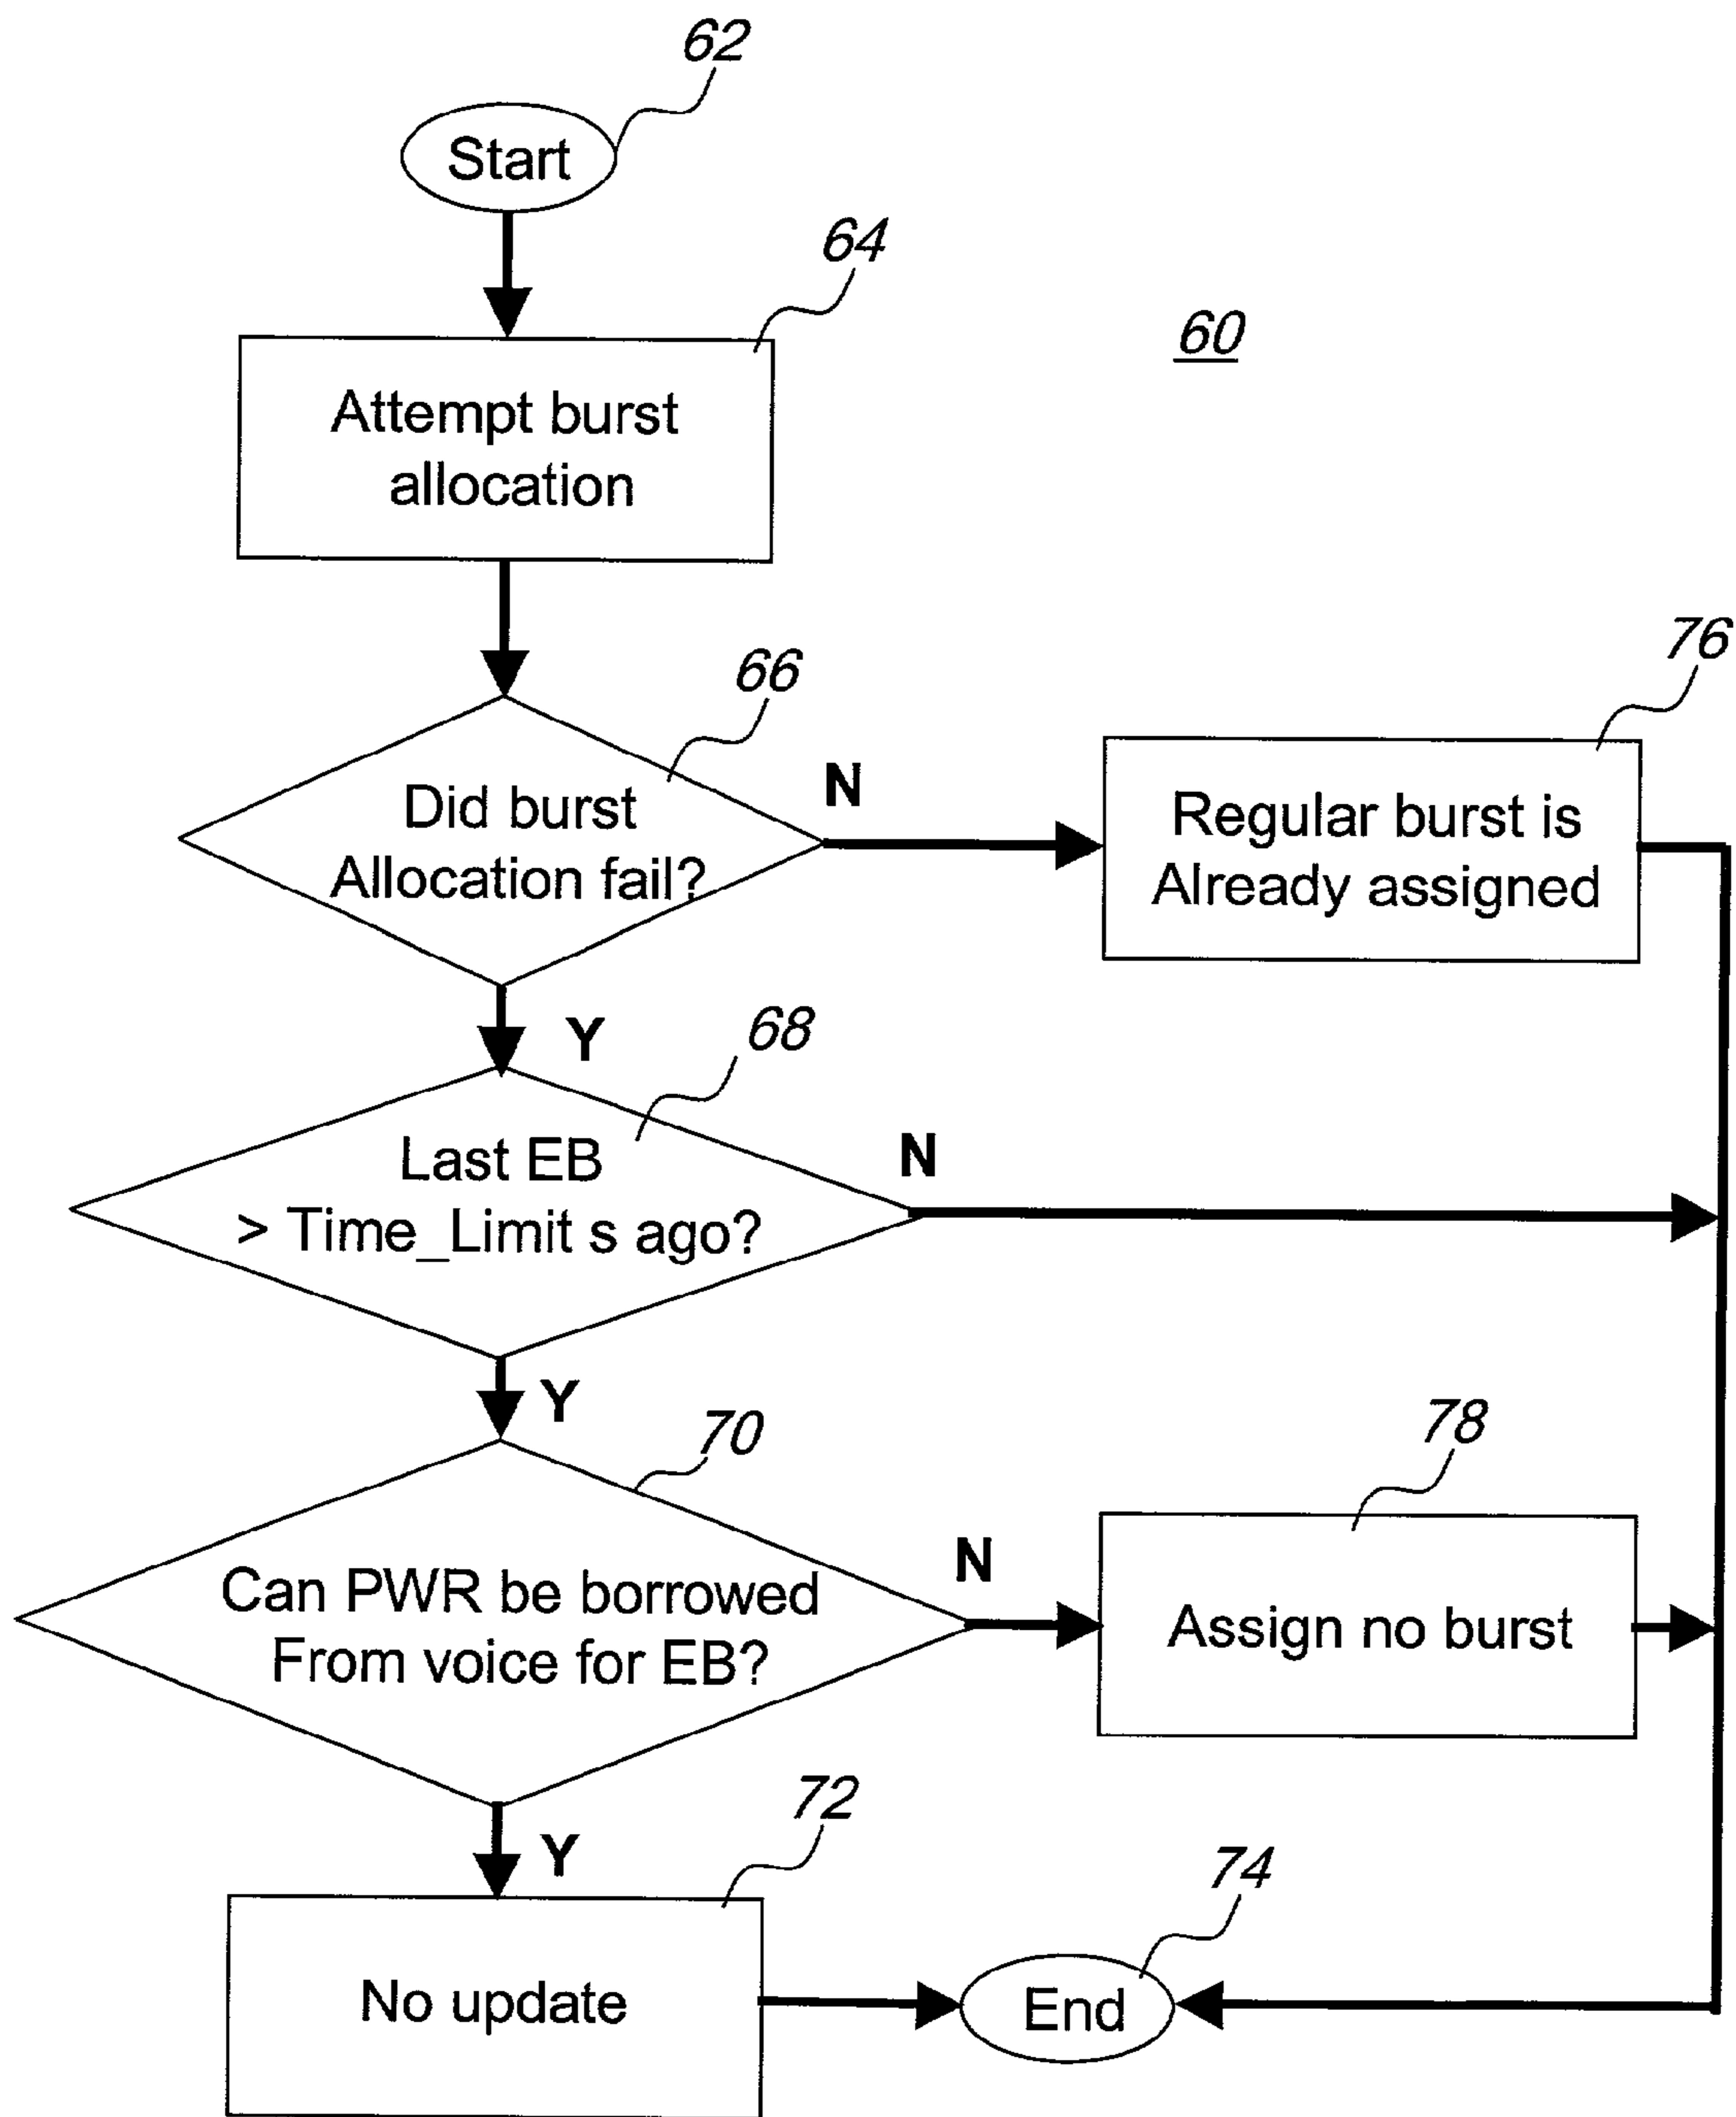 62
Start
64
60
Attempt burst
allocation
76
66
N
Did burst
Allocation fail?
Regular burst is
Already assigned
Y
68
Last EB
> Time_Limit s ago?
N
Y
70
78
N
Can PWR be borrowed
From voice for EB?
Assign no burst
72
Y
74
No update
End